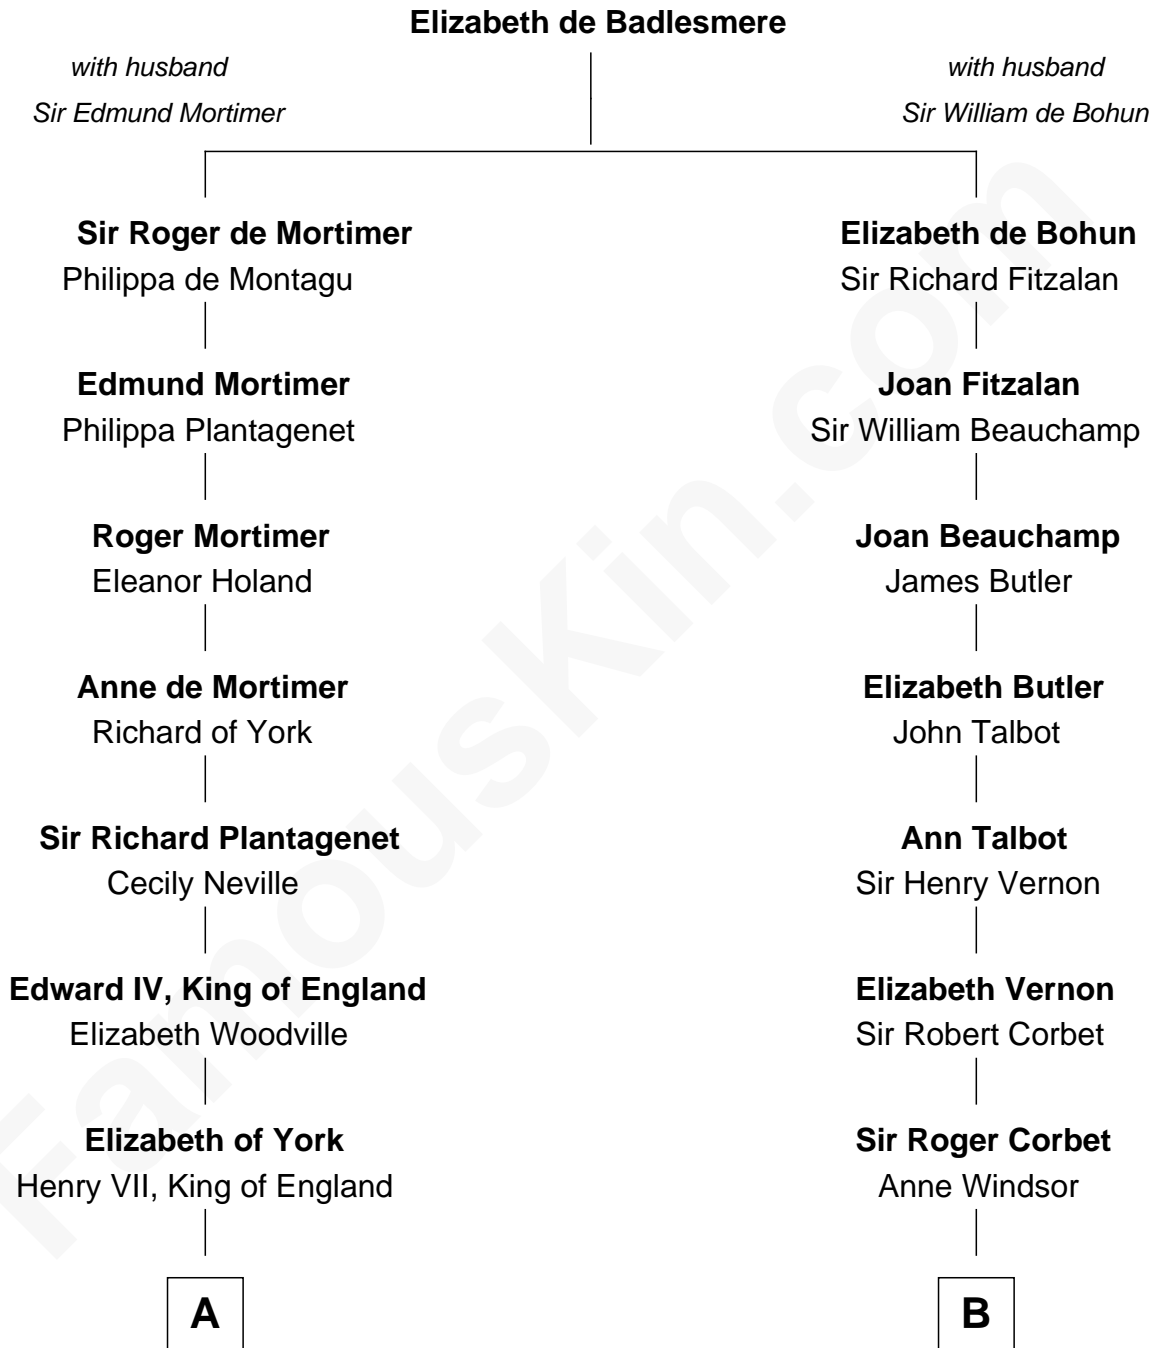 Elizabeth de Badlesmere
with husband
Sir Edmund Mortimer
with husband
Sir William de Bohun
Sir Roger de Mortimer
Philippa de Montagu
Elizabeth de Bohun
Sir Richard Fitzalan
Edmund Mortimer
Philippa Plantagenet
Joan Fitzalan
Sir William Beauchamp
Roger Mortimer
Eleanor Holand
Joan Beauchamp
James Butler
Anne de Mortimer
Richard of York
Elizabeth Butler
John Talbot
Sir Richard Plantagenet
Cecily Neville
Ann Talbot
Sir Henry Vernon
Edward IV, King of England
Elizabeth Woodville
Elizabeth Vernon
Sir Robert Corbet
Elizabeth of York
Henry VII, King of England
Sir Roger Corbet
Anne Windsor
A
B
FamousKin.com